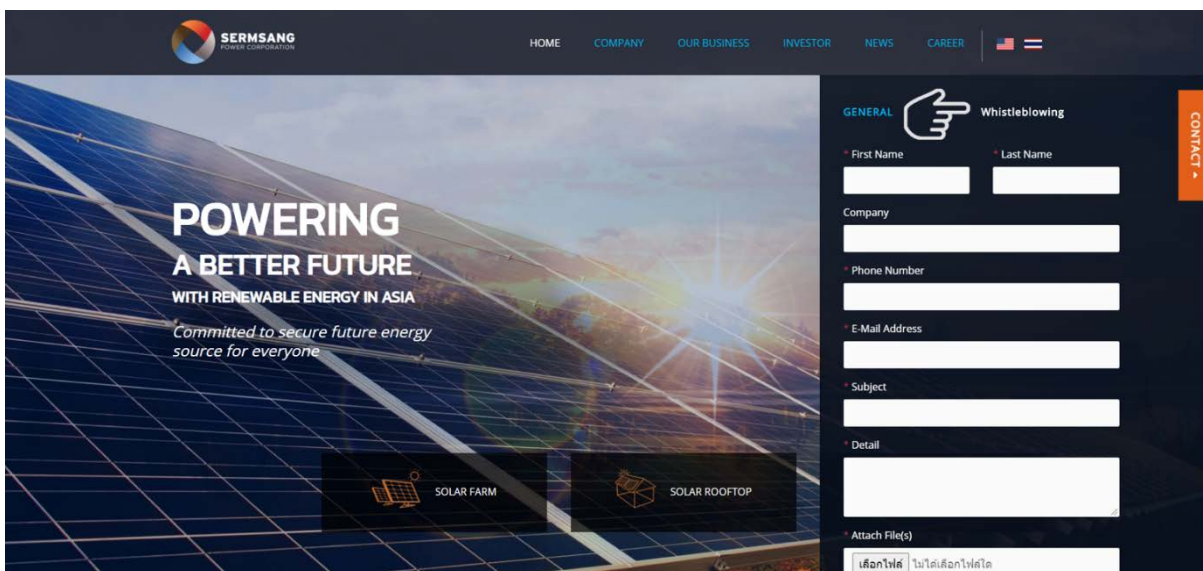 SERMSANG
POWER CORPORATION
HOME COMPANY OUR BUSINESS INVESTOR NEWS CAREER
CONTACT
GENERAL Whistleblowing
* First Name * Last Name
Company
* Phone Number
* E-Mail Address
* Subject
* Detail
* Attach File(s)
เลือกไฟล์ ไม่ได้เลือกไฟล์ใด
POWERING
A BETTER FUTURE
WITH RENEWABLE ENERGY IN ASIA
Committed to secure future energy
source for everyone
SOLAR FARM SOLAR ROOFTOP